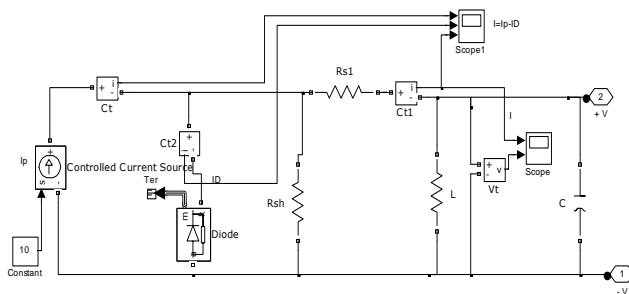 I=Ip-ID
Scope1
Rs1
+ i
-
Ct
+ i
-
Ct1
2
+ V
Ct2
+
i -
I
Ip
+
s -
Controlled Current Source
Ter
ID
m
Diode
Rsh
L
+
-
v
Vt
Scope
C
10
Constant
1
- V